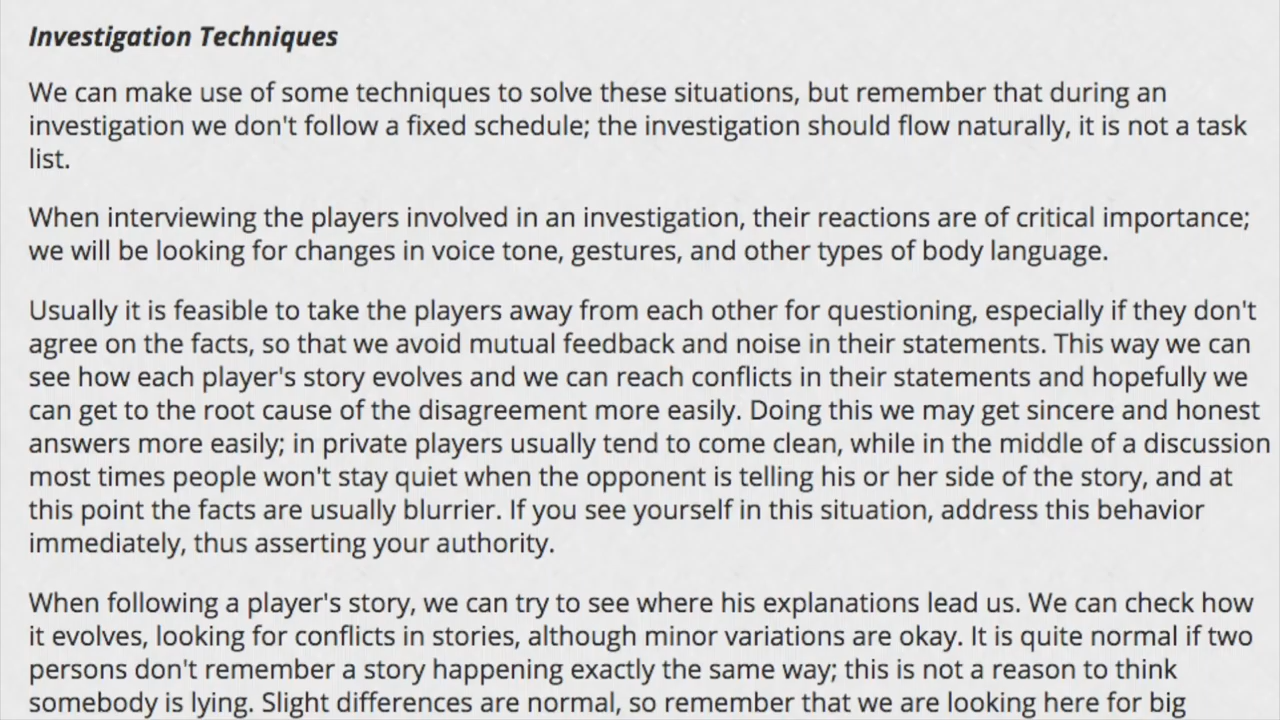 Investigation Techniques
We can make use of some techniques to solve these situations, but remember that during an
investigation we don't follow a fixed schedule; the investigation should flow naturally, it is not a task
list.
When interviewing the players involved in an investigation, their reactions are of critical importance;
we will be looking for changes in voice tone, gestures, and other types of body language.
Usually it is feasible to take the players away from each other for questioning, especially if they don't
agree on the facts, so that we avoid mutual feedback and noise in their statements. This way we can
see how each player's story evolves and we can reach conflicts in their statements and hopefully we
can get to the root cause of the disagreement more easily. Doing this we may get sincere and honest
answers more easily; in private players usually tend to come clean, while in the middle of a discussion
most times people won't stay quiet when the opponent is telling his or her side of the story, and at
this point the facts are usually blurrier. If you see yourself in this situation, address this behavior
immediately, thus asserting your authority.
When following a player's story, we can try to see where his explanations lead us. We can check how
it evolves, looking for conflicts in stories, although minor variations are okay. It is quite normal if two
persons don't remember a story happening exactly the same way; this is not a reason to think
somebody is lying. Slight differences are normal, so remember that we are looking here for big